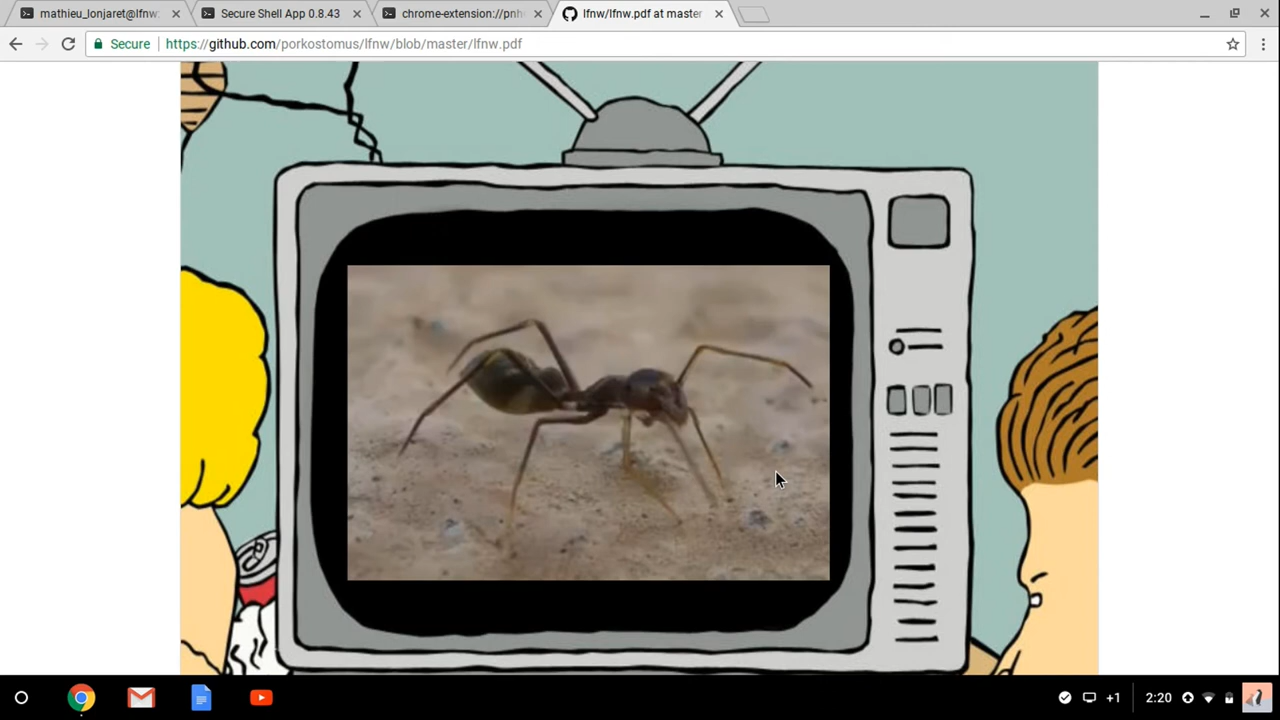 mathieu_lonjaret@lfnw:
Secure Shell App 0.8.43
chrome-extension://pnh
lfnw/lfnw.pdf at master
Secure
https://github.com/porkostomus/lfnw/blob/master/lfnw.pdf
+1
2:20